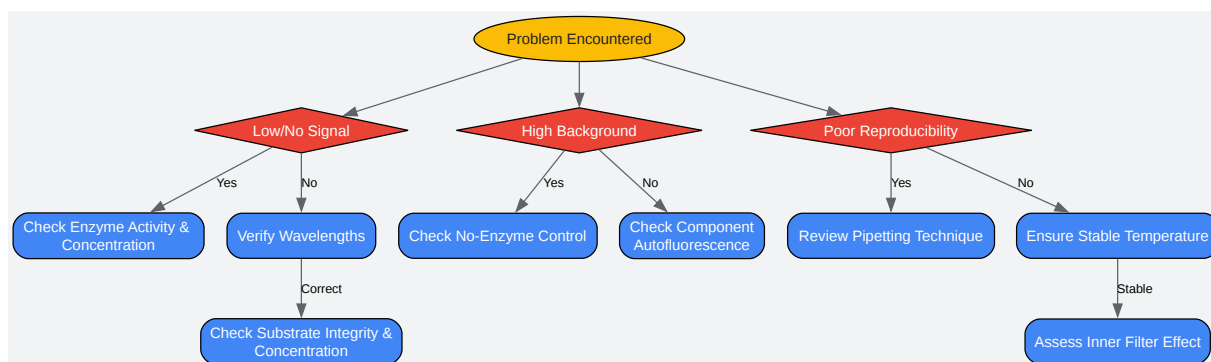 Problem Encountered
Low/No Signal
High Background
Poor Reproducibility
Yes
No
Yes
No
Yes
No
Check Enzyme Activity &
Concentration
Verify Wavelengths
Check No-Enzyme Control
Check Component
Autofluorescence
Review Pipetting Technique
Ensure Stable Temperature
Correct
Stable
Check Substrate Integrity &
Concentration
Assess Inner Filter Effect